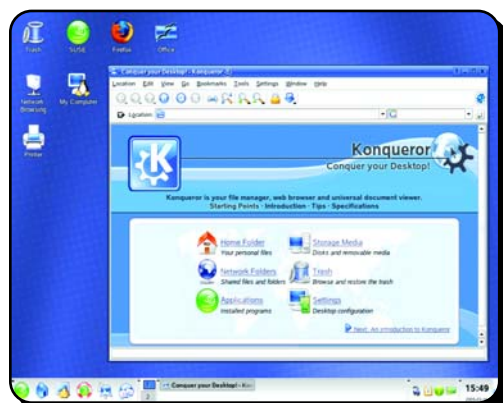 Trash
SUSE
Firefox
Office
Network
Browsing
My Computer
Printer
Conquer your Desktop! - Konqueror
Location Edit View Go Bookmarks Tools Settings Window Help
Location:
Konqueror
Conquer your Desktop!
Konqueror is your file manager, web browser and universal document viewer.
Starting Points · Introduction · Tips · Specifications
Home Folder
Your personal files
Storage Media
Disks and removable media
Network Folders
Shared files and folders
Trash
Browse and restore the trash
Applications
Installed programs
Settings
Desktop configuration
Next: An Introduction to Konqueror
2
Conquer your Desktop! - Kon
15:49